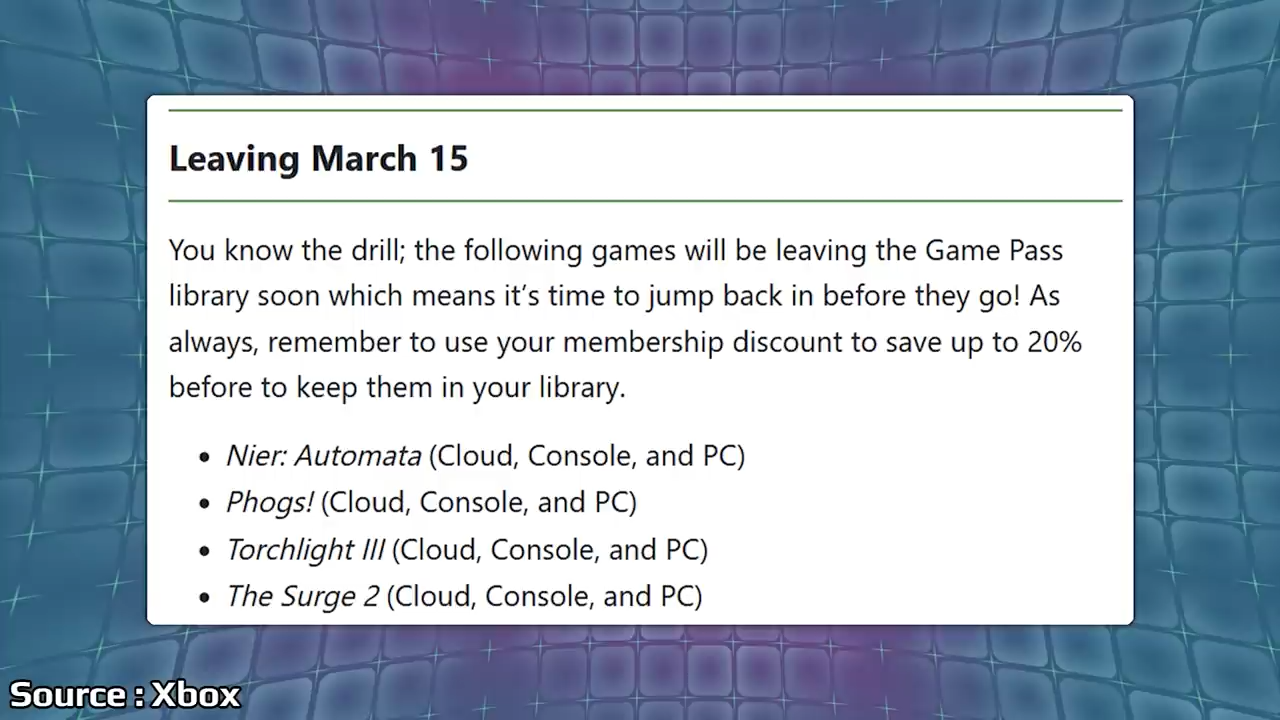 Leaving March 15
You know the drill; the following games will be leaving the Game Pass
library soon which means it’s time to jump back in before they go! As
always, remember to use your membership discount to save up to 20%
before to keep them in your library.
• Nier: Automata (Cloud, Console, and PC)
• Phogs! (Cloud, Console, and PC)
• Torchlight III (Cloud, Console, and PC)
• The Surge 2 (Cloud, Console, and PC)
Source : Xbox